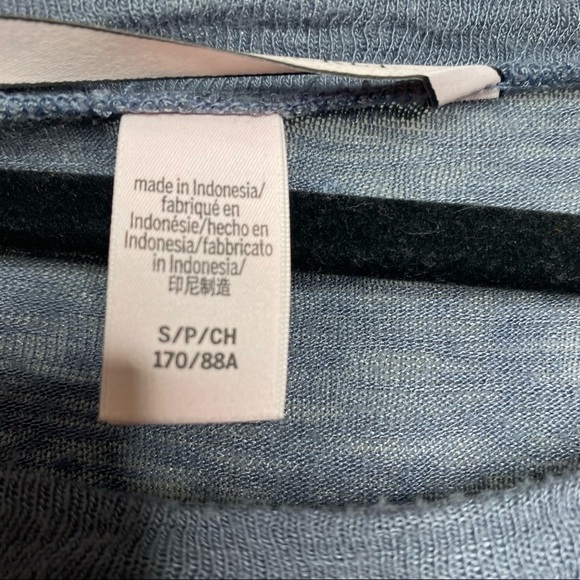 made in Indonesia/
fabriqué en
Indonésie/hecho en
Indonesia/fabbricato
in Indonesia/
印尼制造
S/P/CH
170/88A